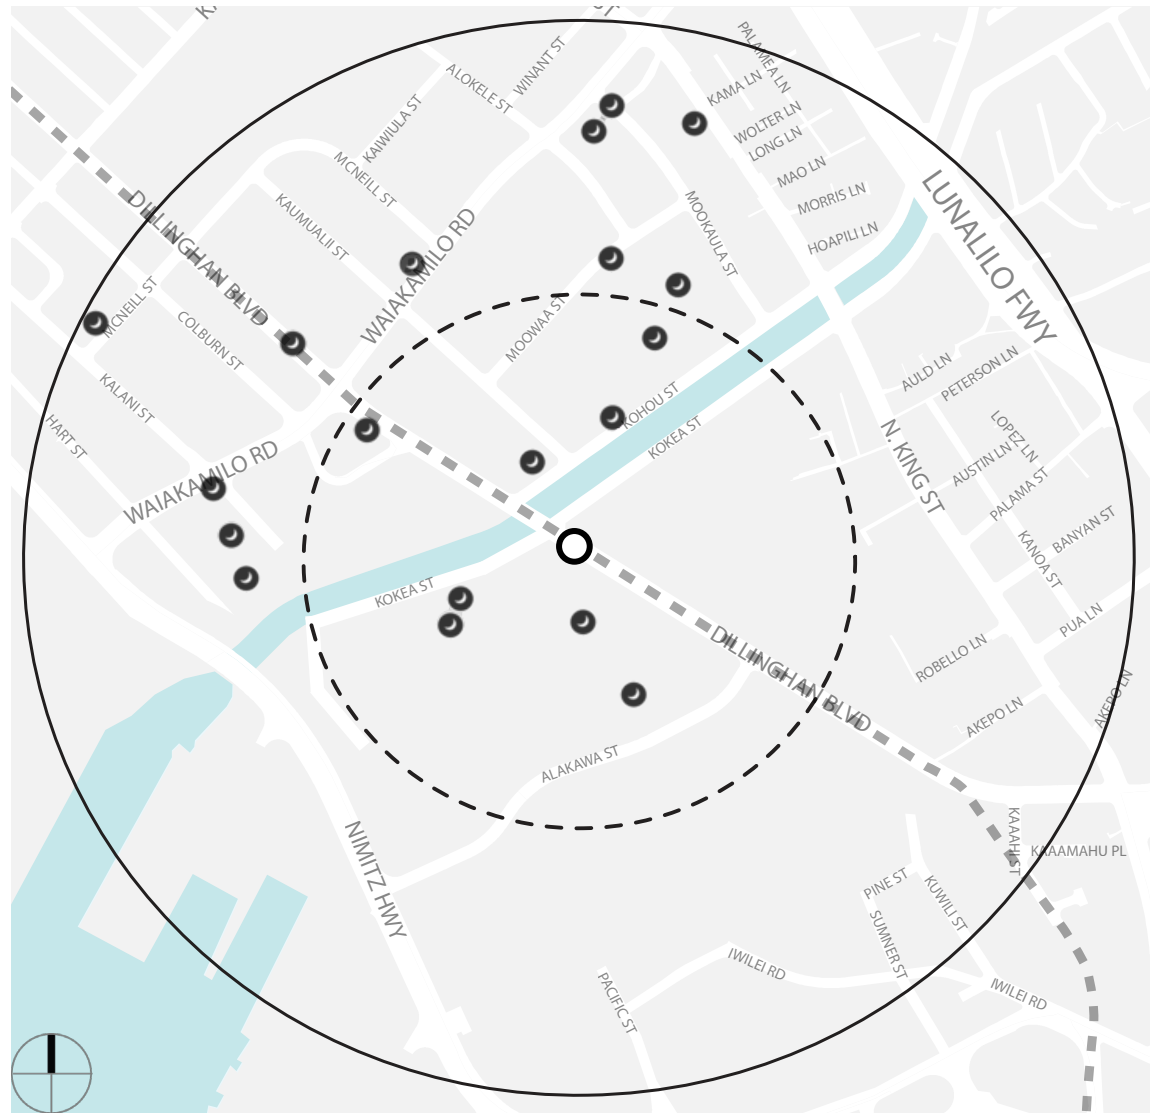 PALAMEA LN
WINANT ST
ALOKELE ST
KAMA LN
KAIWIULA ST
WOLTER LN
LONG LN
MCNEILL ST
MAO LN
MORRIS LN
KAUMUALII ST
DILLINGHAN BLVD
MOOKAULA ST
HOAPILI LN
LUNALILO FWY
WAIAKAMILO RD
MCNEILL ST
MOOWAA ST
COLBURN ST
AULD LN
PETERSON LN
KALANI ST
KOHOU ST
KOKEA ST
HART ST
LOPEZ LN
N. KING ST
AUSTIN LN
WAIAKAMILO RD
PALAMA ST
BANYAN ST
KANOA ST
KOKEA ST
PUA LN
ROBELLO LN
DILLINGHAN BLVD
AKEPO LN
AKEPO LN
ALAKAWA ST
NIMITZ HWY
KAAAHI ST
KAAAMAHU PL
PINE ST
KUWILI ST
SUMNER ST
IWILEI RD
IWILEI RD
PACIFIC ST